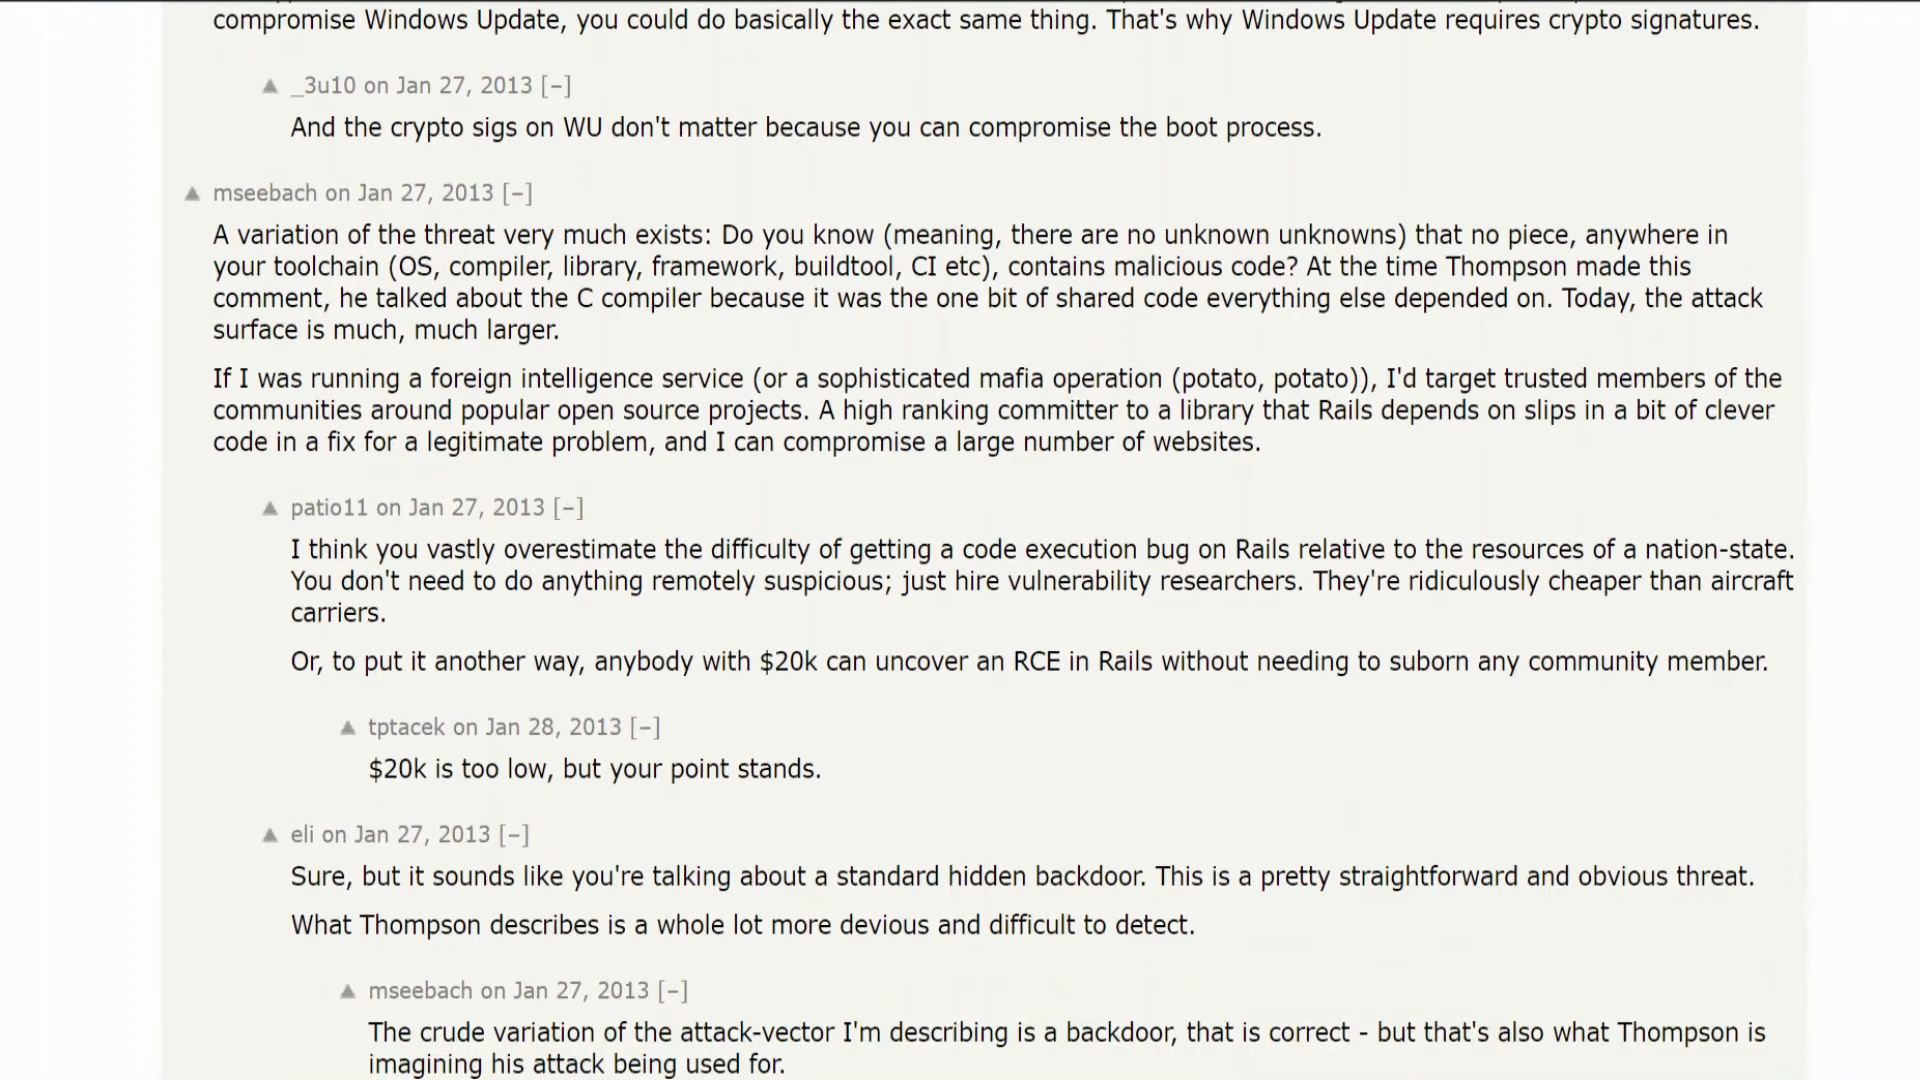 compromise Windows Update, you could do basically the exact same thing. That's why Windows Update requires crypto signatures.
▲ _3u10 on Jan 27, 2013 [–]
And the crypto sigs on WU don't matter because you can compromise the boot process.
▲ mseebach on Jan 27, 2013 [–]
A variation of the threat very much exists: Do you know (meaning, there are no unknown unknowns) that no piece, anywhere in
your toolchain (OS, compiler, library, framework, buildtool, CI etc), contains malicious code? At the time Thompson made this
comment, he talked about the C compiler because it was the one bit of shared code everything else depended on. Today, the attack
surface is much, much larger.
If I was running a foreign intelligence service (or a sophisticated mafia operation (potato, potato)), I'd target trusted members of the
communities around popular open source projects. A high ranking committer to a library that Rails depends on slips in a bit of clever
code in a fix for a legitimate problem, and I can compromise a large number of websites.
▲ patio11 on Jan 27, 2013 [–]
I think you vastly overestimate the difficulty of getting a code execution bug on Rails relative to the resources of a nation-state.
You don't need to do anything remotely suspicious; just hire vulnerability researchers. They're ridiculously cheaper than aircraft
carriers.
Or, to put it another way, anybody with $20k can uncover an RCE in Rails without needing to suborn any community member.
▲ tptacek on Jan 28, 2013 [–]
$20k is too low, but your point stands.
▲ eli on Jan 27, 2013 [–]
Sure, but it sounds like you're talking about a standard hidden backdoor. This is a pretty straightforward and obvious threat.
What Thompson describes is a whole lot more devious and difficult to detect.
▲ mseebach on Jan 27, 2013 [–]
The crude variation of the attack-vector I'm describing is a backdoor, that is correct - but that's also what Thompson is
imagining his attack being used for.